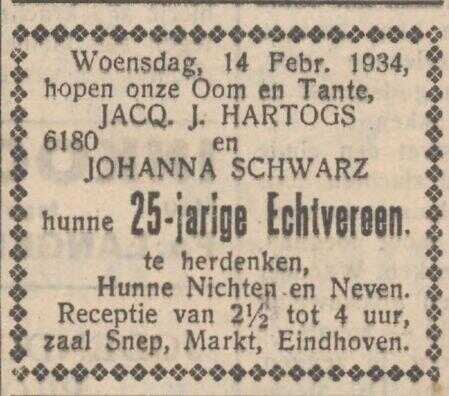 Woensdag, 14 Febr. 1934,
hopen onze Oom en Tante,
JACQ. J. HARTOGS
6180 en
JOHANNA SCHWARZ
hunne 25-jarige Echtvereen.
te herdenken,
Hunne Nichten en Neven.
Receptie van 2½ tot 4 uur,
zaal Snep, Markt, Eindhoven.